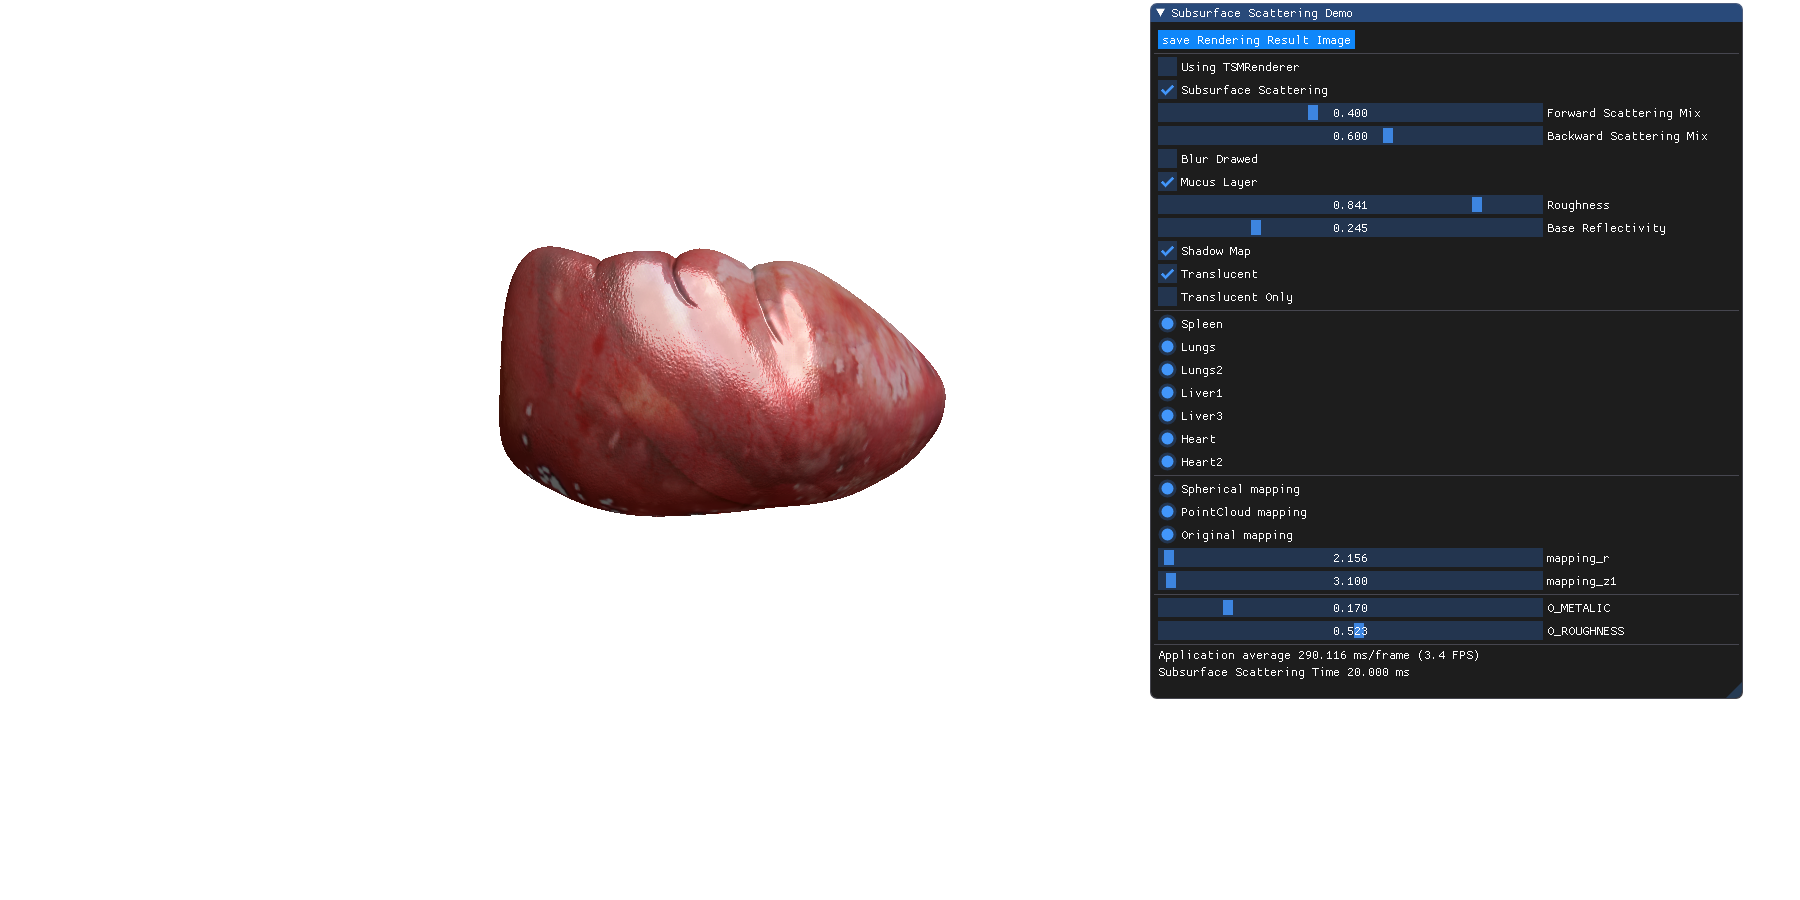 Subsurface Scattering Demo
save Rendering Result Image
Using TSMRenderer
Subsurface Scattering
0.400 Forward Scattering Mix
0.600 Backward Scattering Mix
Blur Drawed
Mucus Layer
0.841 Roughness
0.245 Base Reflectivity
Shadow Map
Translucent
Translucent Only
Spleen
Lungs
Lungs2
Liver1
Liver3
Heart
Heart2
Spherical mapping
PointCloud mapping
Original mapping
2.156 mapping_r
3.100 mapping_z1
0.170 O_METALIC
0.523 O_ROUGHNESS
Application average 290.116 ms/frame (3.4 FPS)
Subsurface Scattering Time 20.000 ms